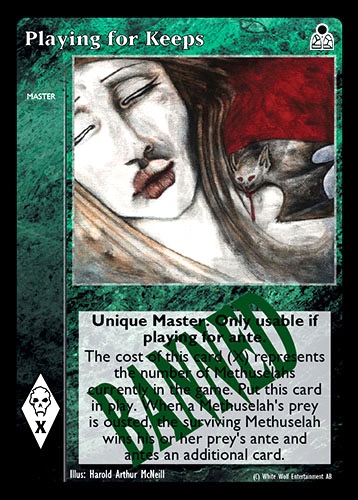 Playing for Keeps
MASTER
Unique Master. Only usable if
playing for ante.
The cost of this card (X) represents
the number of Methuselahs
currently in the game. Put this card
in play. When a Methuselah's prey
is ousted, the surviving Methuselah
wins his or her prey's ante and
antes an additional card.
BANNED
X
Illus: Harold Arthur McNeill
(C) White Wolf Entertainment AB